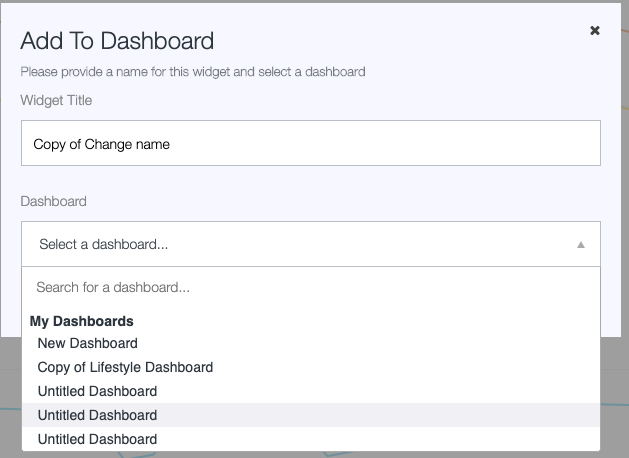 Add To Dashboard
Please provide a name for this widget and select a dashboard
Widget Title
Copy of Change name
Dashboard
Select a dashboard...
Search for a dashboard...
My Dashboards
New Dashboard
Copy of Lifestyle Dashboard
Untitled Dashboard
Untitled Dashboard
Untitled Dashboard